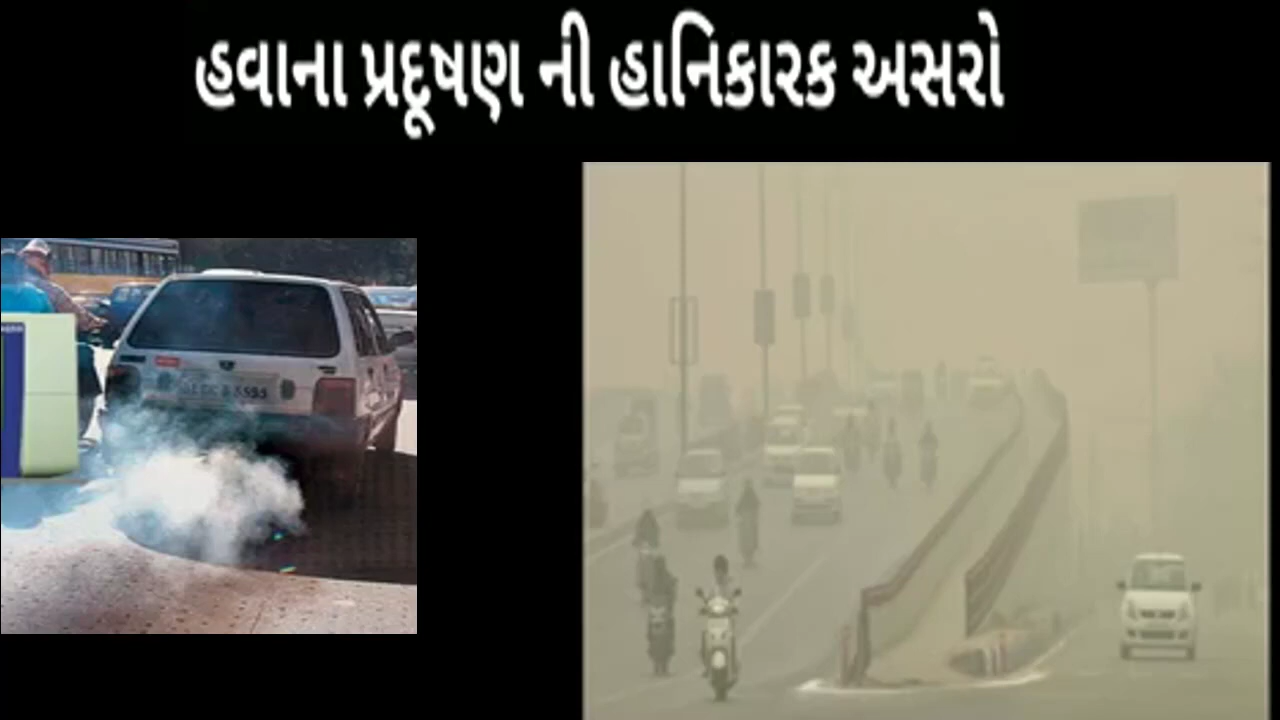 હવાના પ્રદૂષણ ની હાનિકારક અસરો